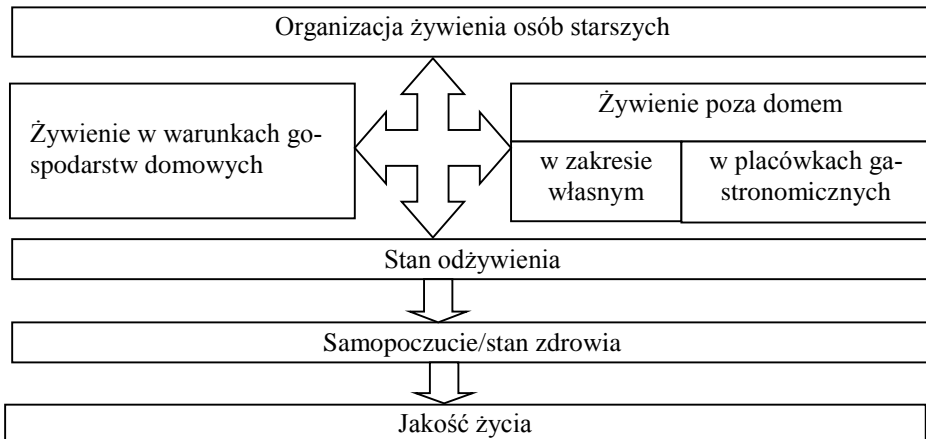 Organizacja żywienia osób starszych
Żywienie w warunkach go-
spodarstw domowych
Żywienie poza domem
w zakresie
własnym
w placówkach ga-
stronomicznych
Stan odżywienia
Samopoczucie/stan zdrowia
Jakość życia